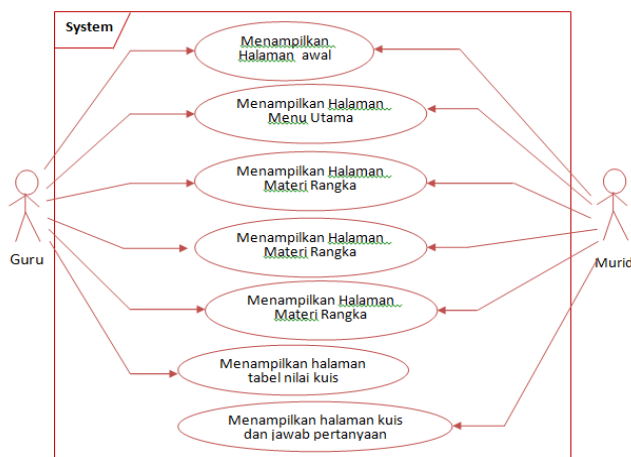 System
Menampilkan
Halaman awal
Menampilkan Halaman
Menu Utama
Menampilkan Halaman
Materi Rangka
Menampilkan Halaman
Materi Rangka
Guru
Murid
Menampilkan Halaman
Materi Rangka
Menampilkan halaman
tabel nilai kuis
Menampilkan halaman kuis
dan jawab pertanyaan